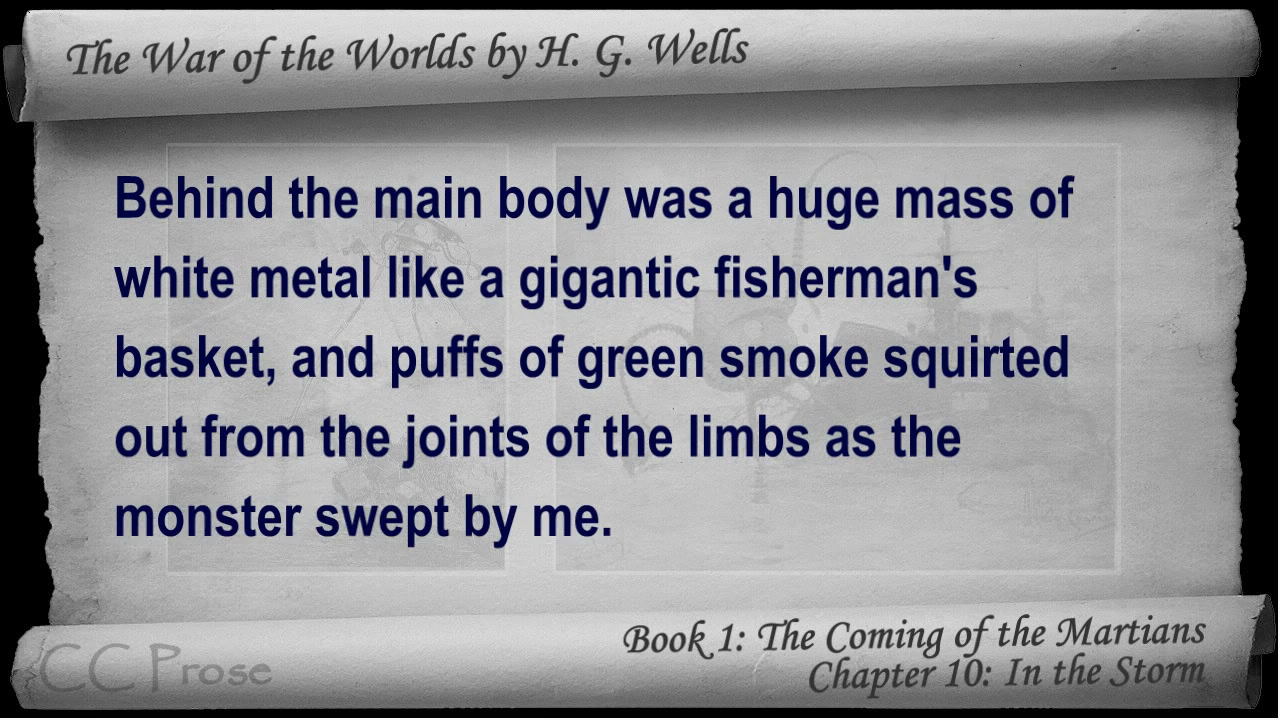 The War of the Worlds by H. G. Wells
Behind the main body was a huge mass of
white metal like a gigantic fisherman's
basket, and puffs of green smoke squirted
out from the joints of the limbs as the
monster swept by me.
Book 1: The Coming of the Martians
Chapter 10: In the Storm
CC Prose